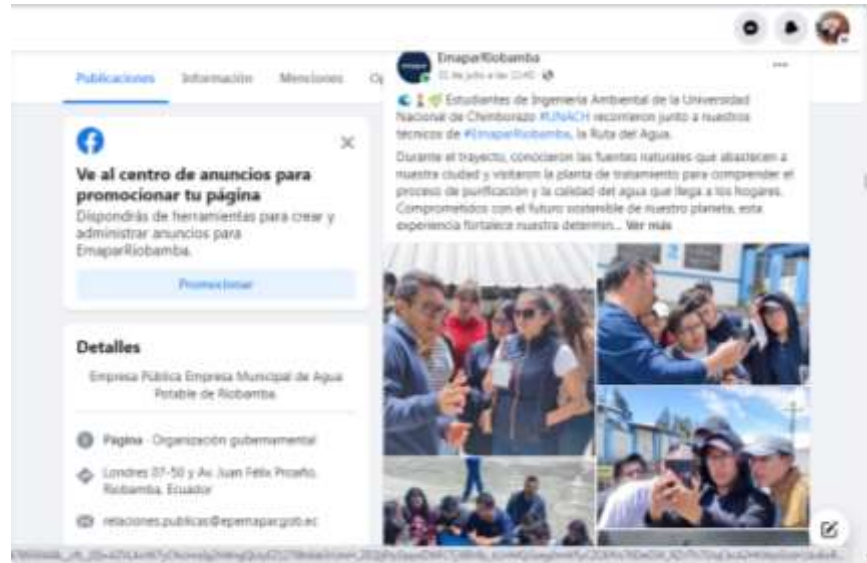 Publicaciones Información Menciones
Ve al centro de anuncios para
promocionar tu página
Dispondrás de herramientas para crear y
administrar anuncios para
EmaparRiobamba.
Promocionar
Detalles
Empresa Pública Empresa Municipal de Agua
Potable de Riobamba
Página · Organización gubernamental
Londres 07-50 y Av. Juan Félix Proaño,
Riobamba, Ecuador
relaciones.publicas@epemapar.gob.ec
EmaparRiobamba
de julio a las
Estudiantes de Ingeniería Ambiental de la Universidad
Nacional de Chimborazo #UNACH recorrieron junto a nuestros
técnicos de #EmaparRiobamba, la Ruta del Agua.
Durante el trayecto, conocieron las fuentes naturales que abastecen a
nuestra ciudad y visitaron la planta de tratamiento para comprender el
proceso de purificación y la calidad del agua que llega a los hogares.
Comprometidos con el futuro sostenible de nuestro planeta, esta
experiencia fortalece nuestra determin... Ver más